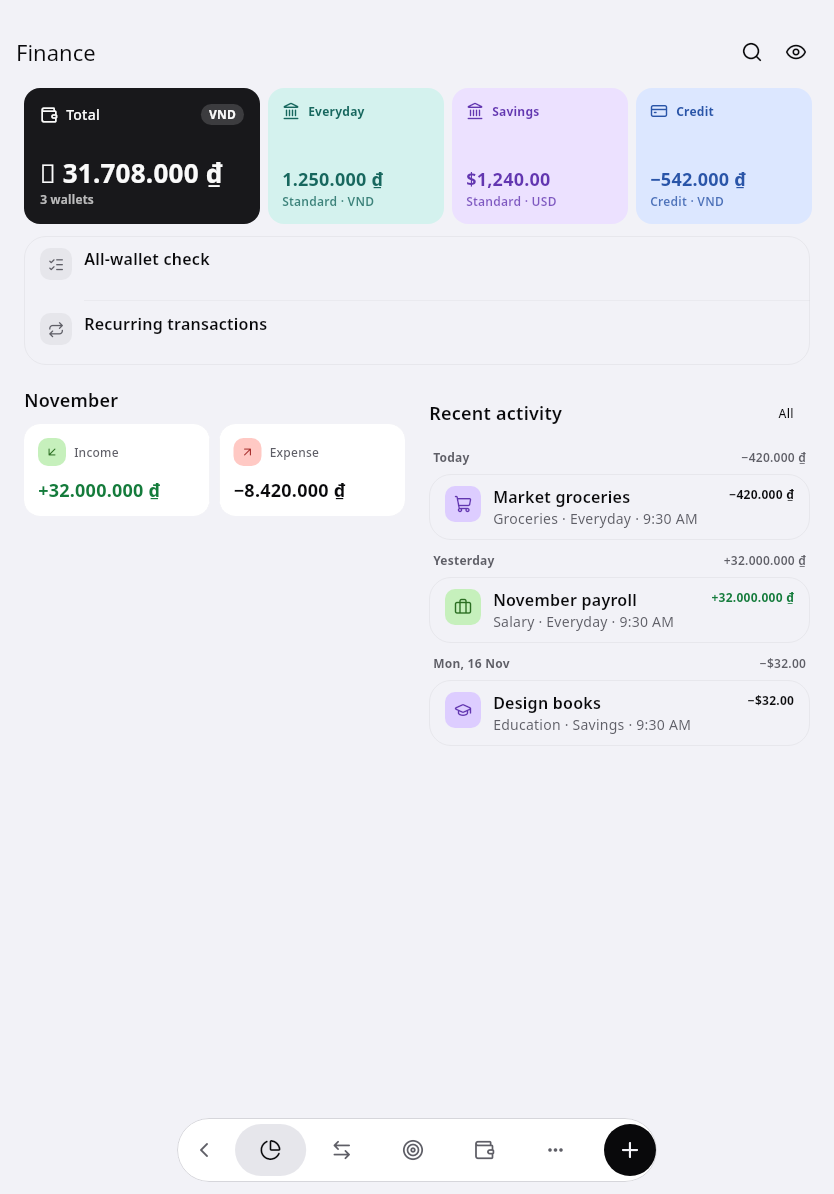 Finance
Total
VND
31.708.000 ₫
3 wallets
Everyday
1.250.000 ₫
Standard · VND
Savings
$1,240.00
Standard · USD
Credit
−542.000 ₫
Credit · VND
All-wallet check
Recurring transactions
November
Income
+32.000.000 ₫
Expense
−8.420.000 ₫
Recent activity
All
Today
−420.000 ₫
Market groceries
−420.000 ₫
Groceries · Everyday · 9:30 AM
Yesterday
+32.000.000 ₫
November payroll
+32.000.000 ₫
Salary · Everyday · 9:30 AM
Mon, 16 Nov
−$32.00
Design books
−$32.00
Education · Savings · 9:30 AM